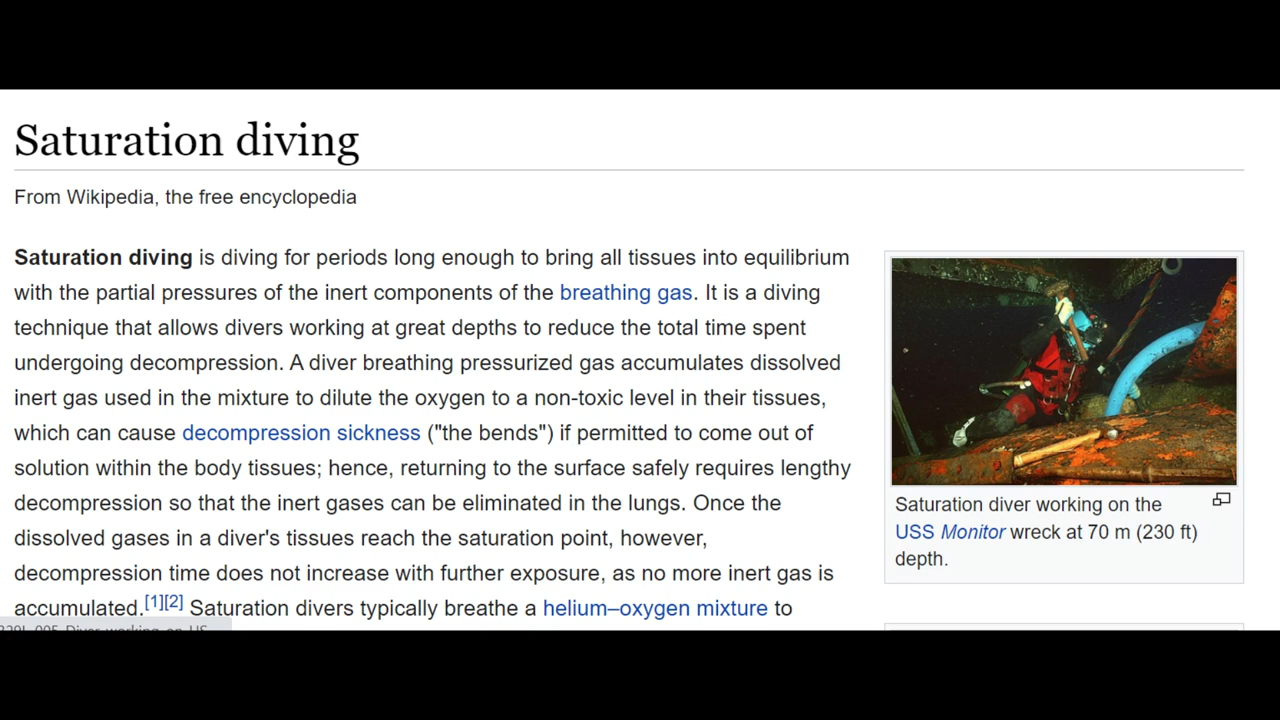 Saturation diving
From Wikipedia, the free encyclopedia
Saturation diving is diving for periods long enough to bring all tissues into equilibrium
with the partial pressures of the inert components of the breathing gas. It is a diving
technique that allows divers working at great depths to reduce the total time spent
undergoing decompression. A diver breathing pressurized gas accumulates dissolved
inert gas used in the mixture to dilute the oxygen to a non-toxic level in their tissues,
which can cause decompression sickness ("the bends") if permitted to come out of
solution within the body tissues; hence, returning to the surface safely requires lengthy
decompression so that the inert gases can be eliminated in the lungs. Once the
dissolved gases in a diver's tissues reach the saturation point, however,
decompression time does not increase with further exposure, as no more inert gas is
accumulated.[1][2] Saturation divers typically breathe a helium–oxygen mixture to
Saturation diver working on the
USS Monitor wreck at 70 m (230 ft)
depth.